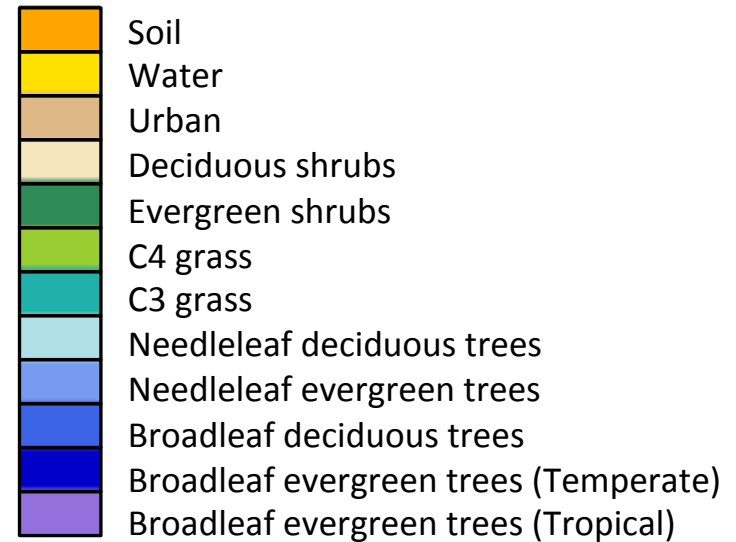 Soil
Water
Urban
Deciduous shrubs
Evergreen shrubs
C4 grass
C3 grass
Needleleaf deciduous trees
Needleleaf evergreen trees
Broadleaf deciduous trees
Broadleaf evergreen trees (Temperate)
Broadleaf evergreen trees (Tropical)